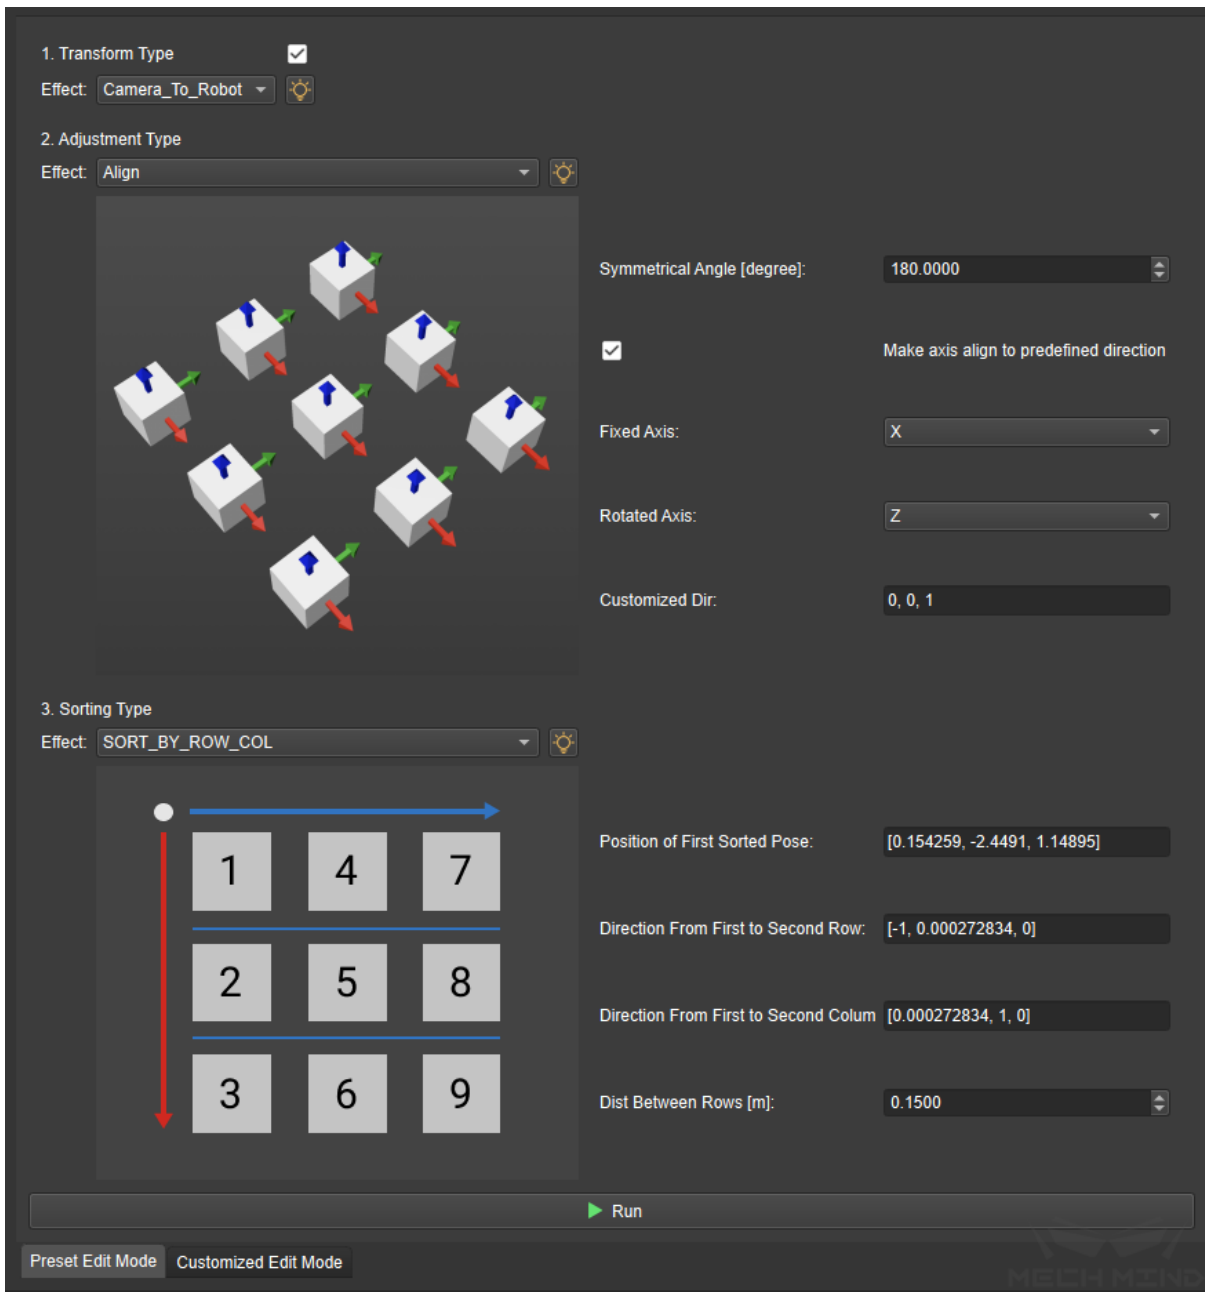 1. Transform Type
Effect: Camera_To_Robot
2. Adjustment Type
Effect: Align
Symmetrical Angle [degree]: 180.0000
Make axis align to predefined direction
Fixed Axis: X
Rotated Axis: Z
Customized Dir: 0, 0, 1
3. Sorting Type
Effect: SORT_BY_ROW_COL
1 4 7
Position of First Sorted Pose: [0.154259, -2.4491, 1.14895]
Direction From First to Second Row: [-1, 0.000272834, 0]
2 5 8
Direction From First to Second Colum [0.000272834, 1, 0]
3 6 9
Dist Between Rows [m]: 0.1500
Run
Preset Edit Mode Customized Edit Mode
MECH MIND